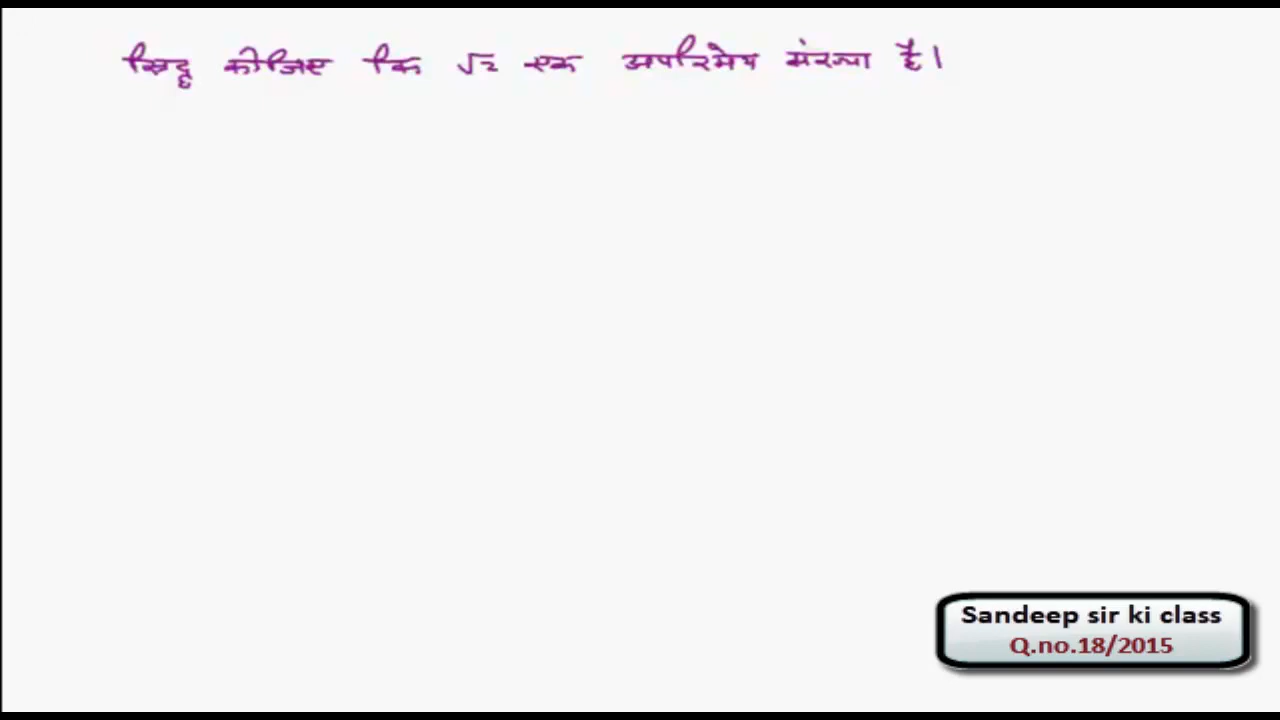 सिद्ध कीजिए कि √2 एक अपरिमेय संख्या है।
Sandeep sir ki class
Q.no.18/2015